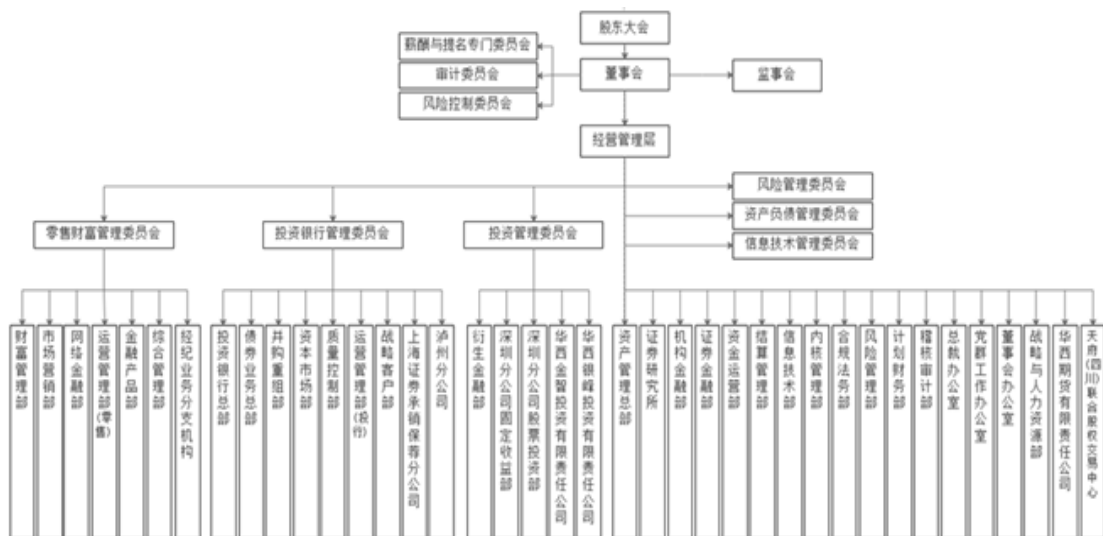 股东大会
薪酬与提名专门委员会
审计委员会
风险控制委员会
董事会
监事会
经营管理层
风险管理委员会
资产负债管理委员会
信息技术管理委员会
零售财富管理委员会
投资银行管理委员会
投资管理委员会
财富管理部
市场营销部
网络金融部
运营管理部(零售)
金融产品部
综合管理部
经纪业务分支机构
投资银行总部
债券业务总部
并购重组
资本市场部
质量控制部
运营管理部(投行)
战略客户部
上海证券承销保荐分公司
泸州分公司
衍生金融部
深圳分公司固定收益部
深圳分公司股票投资部
华西金智投资有限责任公司
华西银峰投资有限责任公司
资产管理总部
证券研究所
机构金融部
证券金融部
资金运营部
结算管理部
信息技术部
内核管理部
合规法务部
风险管理部
计划财务部
稽核审计部
总裁办公室
党群工作办公室
董事会办公室
战略与人力资源部
华西期货有限责任公司
天府(四川)联合股权交易中心